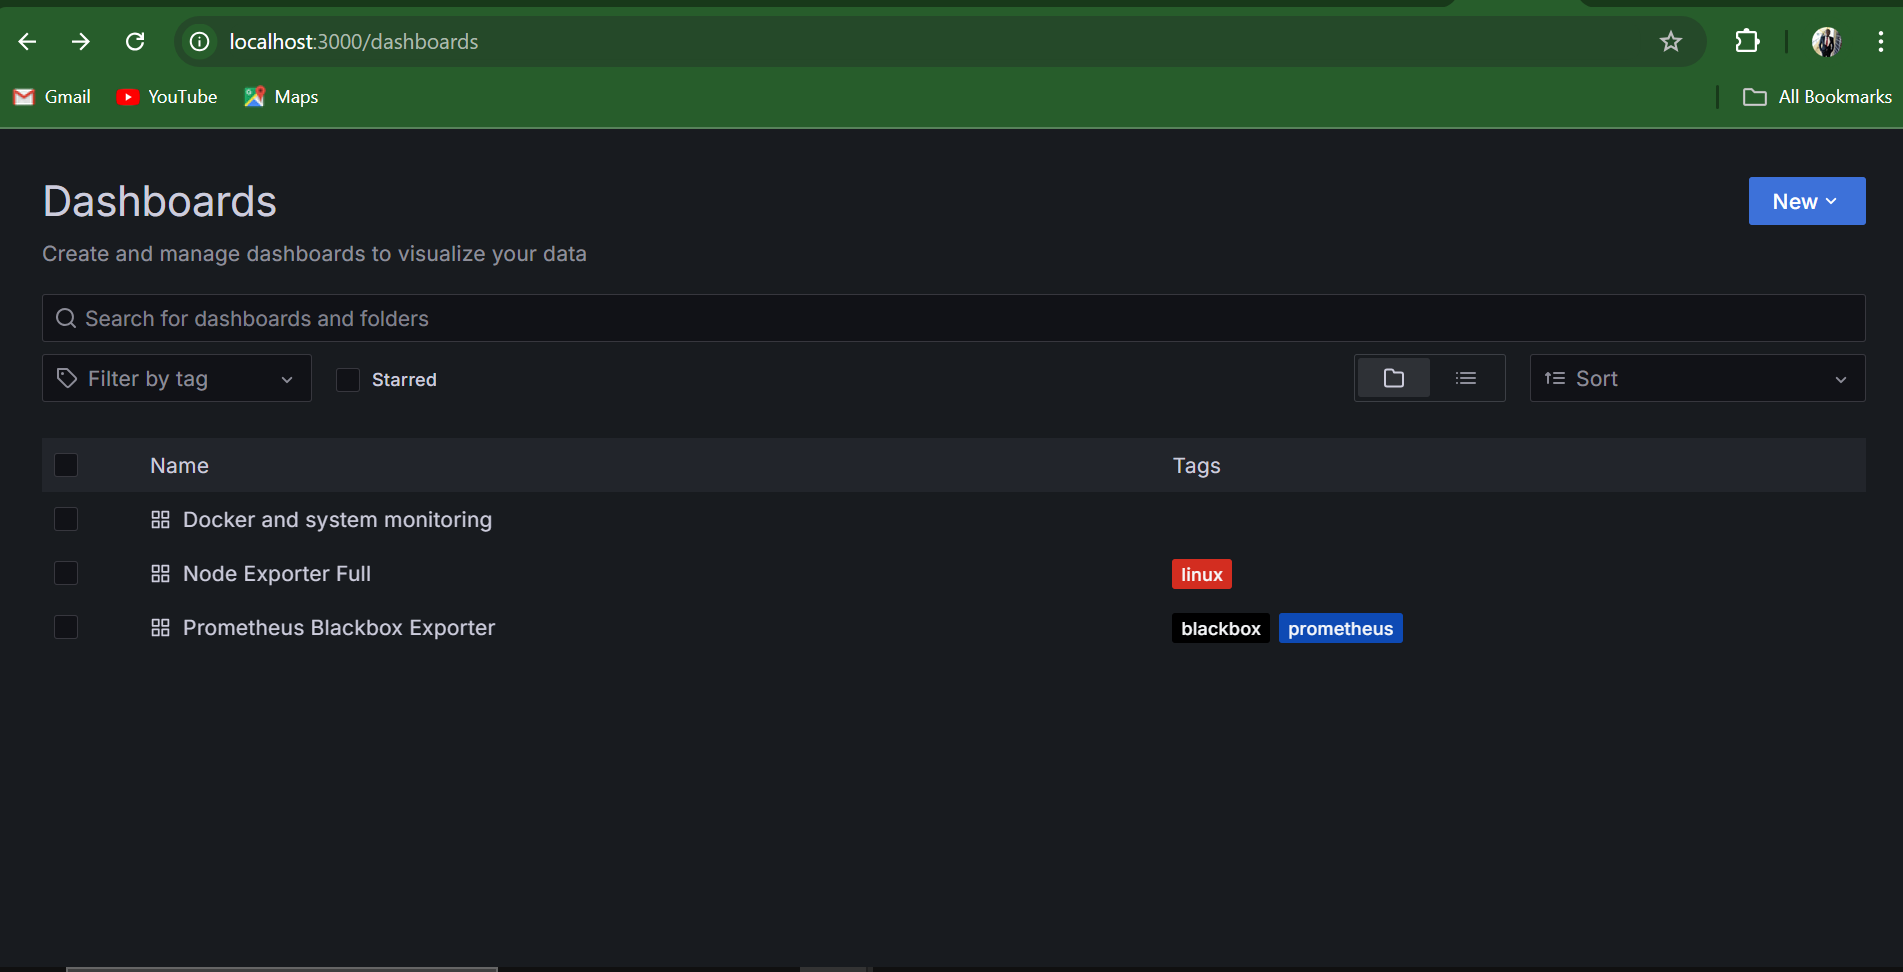 localhost:3000/dashboards
Gmail YouTube Maps All Bookmarks
Dashboards
New
Create and manage dashboards to visualize your data
Search for dashboards and folders
Filter by tag Starred Sort
Name Tags
Docker and system monitoring
Node Exporter Full linux
Prometheus Blackbox Exporter blackbox prometheus